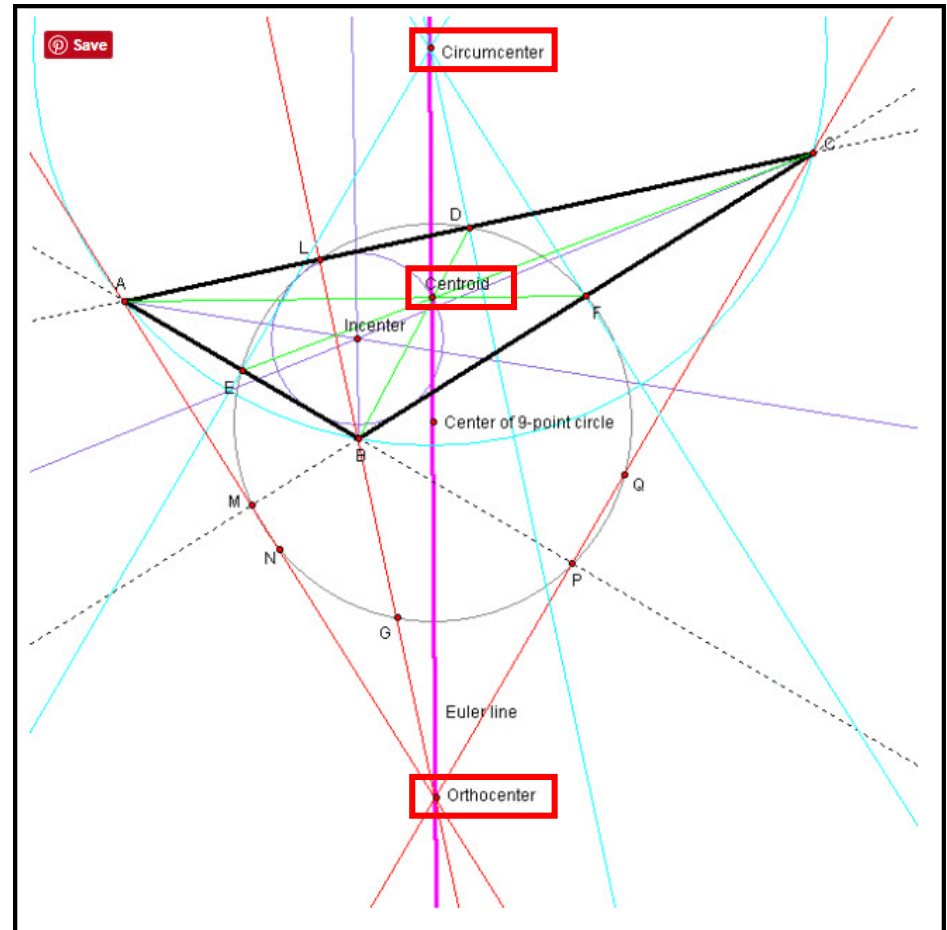 Save
Circumcenter
C
D
L
A
Centroid
F
Incenter
E
Center of 9-point circle
B
Q
M
N
P
G
Euler line
Orthocenter